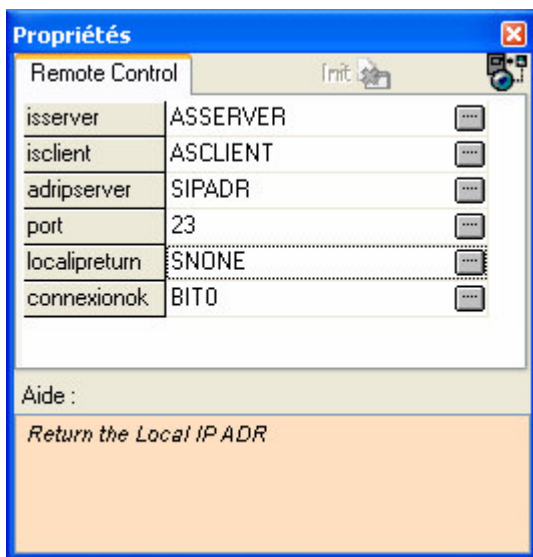 Propriétés
Remote Control Init
isserver ASSERVER
isclient ASCLIENT
adripserver SIPADR
port 23
localipreturn SNONE
connexionok BIT0
Aide :
Return the Local IP ADR